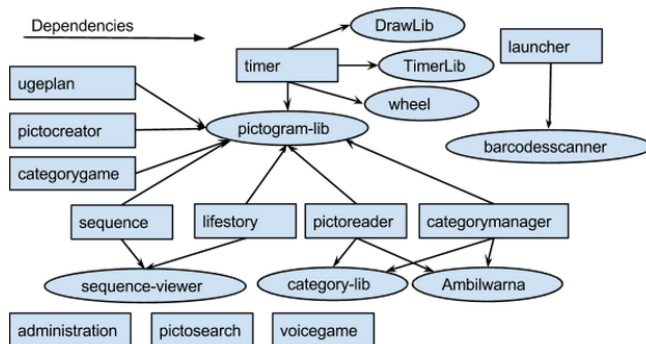 Dependencies
DrawLib
launcher
timer
TimerLib
ugeplan
wheel
pictocreator
pictogram-lib
barcodesscanner
categorygame
sequence
lifestory
pictoreader
categorymanager
sequence-viewer
category-lib
Ambilwarna
administration
pictosearch
voicegame